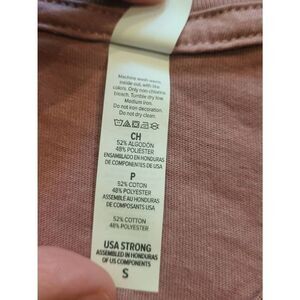 Machine wash warm
inside out, with like
colors. Only non-chlorine
bleach. Tumble dry low
Medium iron.
Do not iron decoration.
Do not dry clean.
CH
52% ALGODÓN
48% POLIÉSTER
ENSAMBLADO EN HONDURAS
DE COMPONENTES DE USA
P
52% COTON
48% POLYESTER
ASSEMBLÉ AU HONDURAS
DE COMPOSANTS USA
52% COTTON
48% POLYESTER
USA STRONG
ASSEMBLED IN HONDURAS
OF US COMPONENTS
S